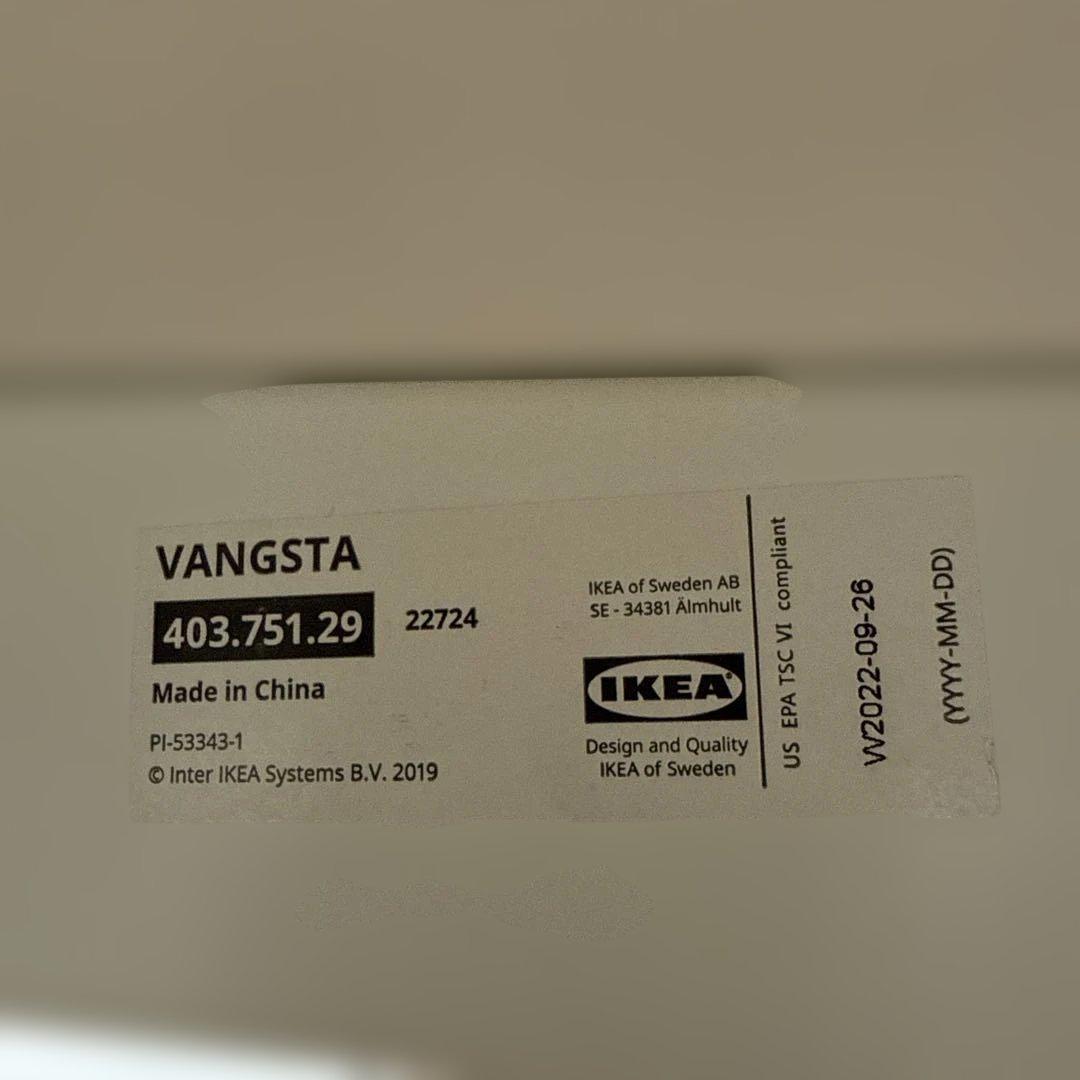 VANGSTA
403.751.29
22724
Made in China
PI-53343-1
© Inter IKEA Systems B.V. 2019
IKEA of Sweden AB
SE - 34381 Älmhult
IKEA®
Design and Quality
IKEA of Sweden
US EPA TSC VI compliant
W2022-09-26
(YYYY-MM-DD)